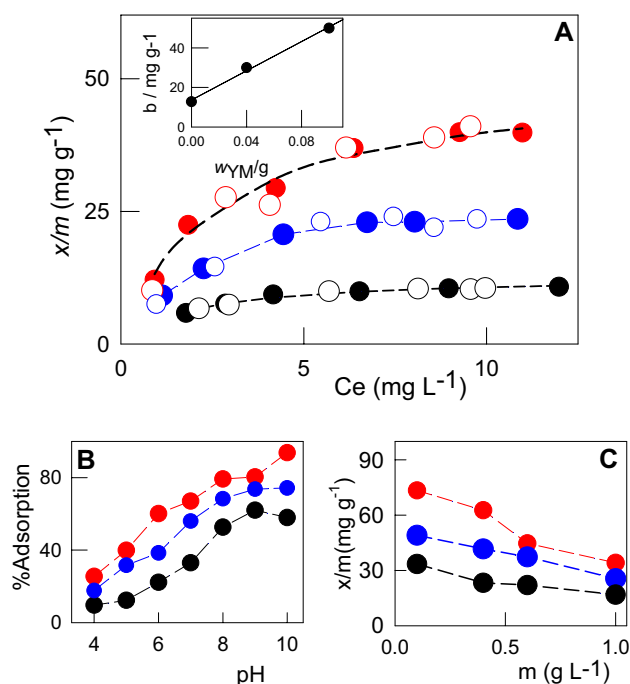 A
b / mg g-1
40
20
0
0.00 0.04 0.08
wYM/g
x/m (mg g-1)
50
25
0
0 5 10
Ce (mg L-1)
B
%Adsorption
80
40
0
4 6 8 10
pH
C
x/m(mg g-1)
90
60
30
0
0.0 0.5 1.0
m (g L-1)